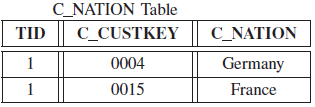 C_NATION Table
TID C_CUSTKEY C_NATION
1 0004 Germany
1 0015 France